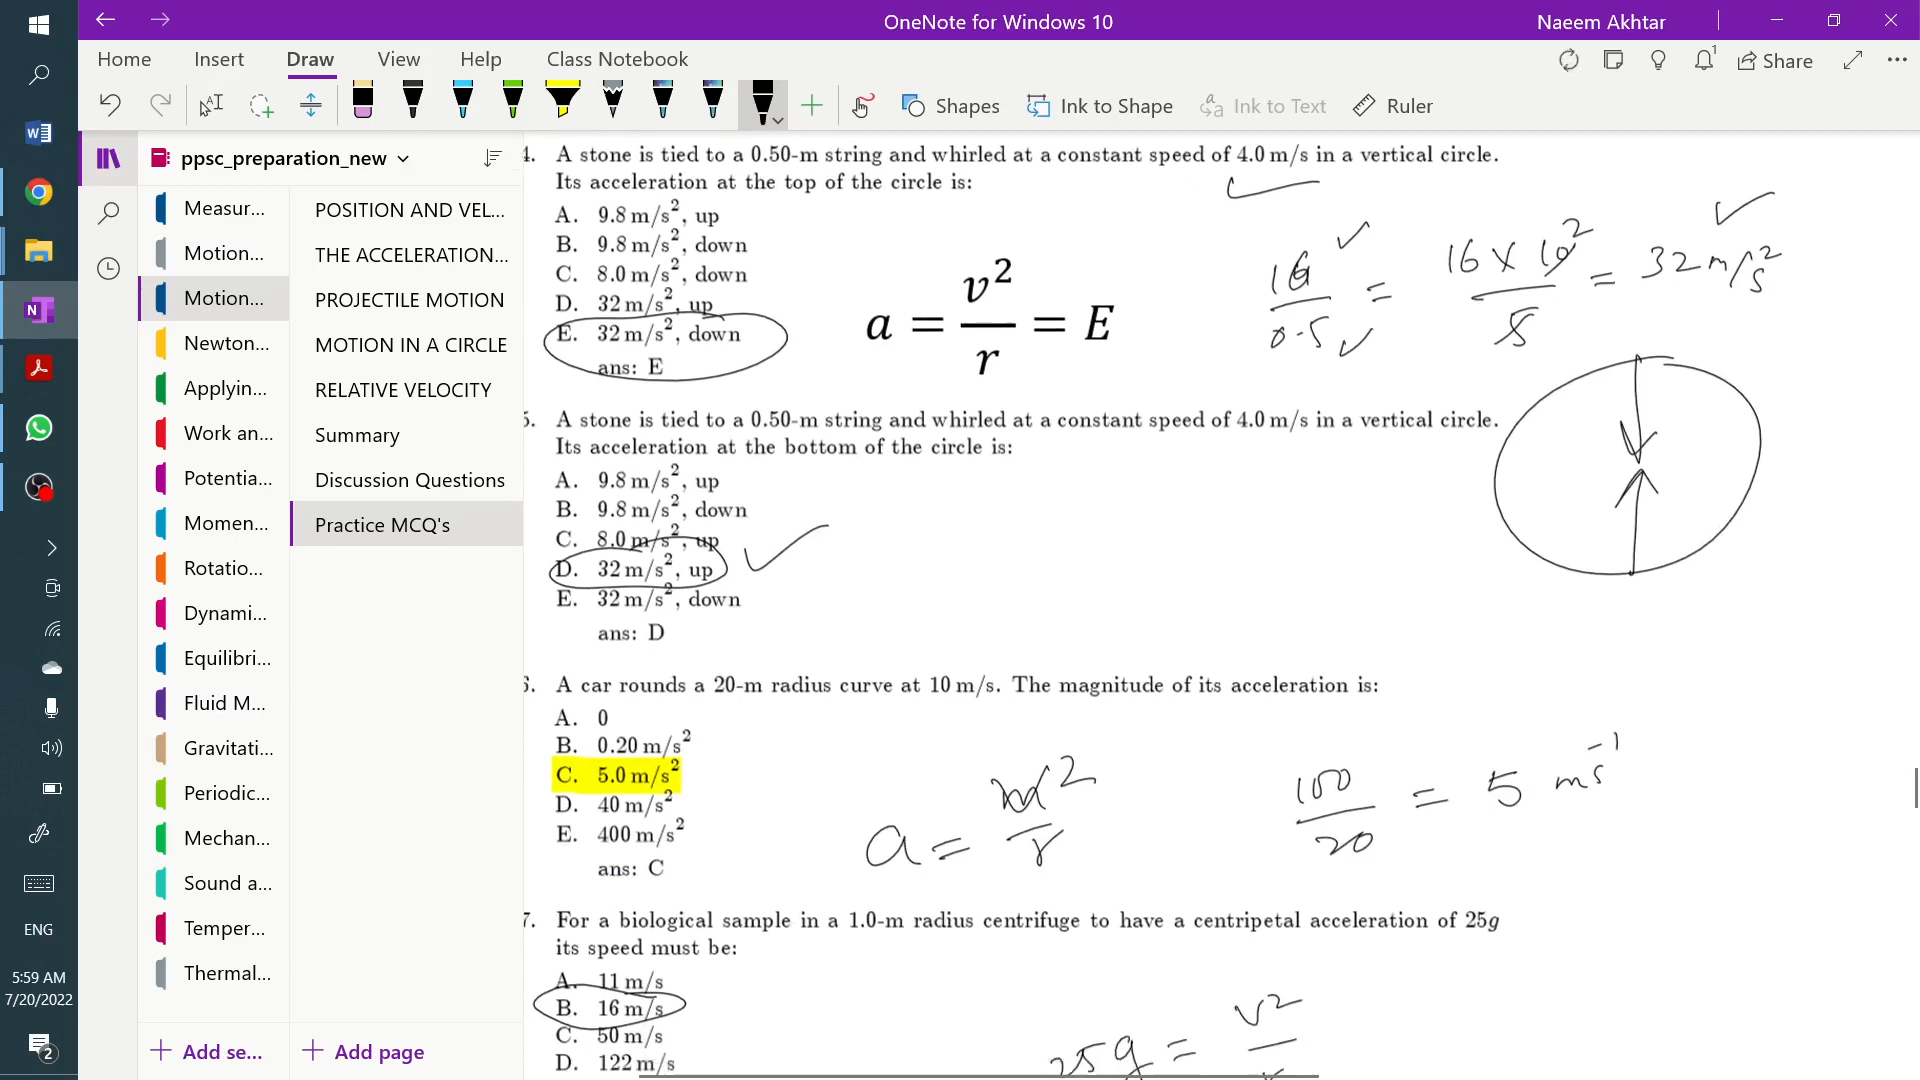 OneNote for Windows 10
Naeem Akhtar
Home Insert Draw View Help Class Notebook
1 Share
Shapes Ink to Shape Ink to Text Ruler
ppsc_preparation_new
Measur...
Motion...
Motion...
Newton...
Applyin...
Work an...
Potentia...
Momen...
Rotatio...
Dynami...
Equilibri...
Fluid M...
Gravitati...
Periodic...
Mechan...
Sound a...
Temper...
Thermal...
Add se...
POSITION AND VEL...
THE ACCELERATION...
PROJECTILE MOTION
MOTION IN A CIRCLE
RELATIVE VELOCITY
Summary
Discussion Questions
Practice MCQ's
Add page
4. A stone is tied to a 0.50-m string and whirled at a constant speed of 4.0 m/s in a vertical circle.
Its acceleration at the top of the circle is:
A. 9.8 m/s², up
B. 9.8 m/s², down
C. 8.0 m/s², down
D. 32 m/s², up
E. 32 m/s², down
ans: E
a = v²/r = E
16/0.5 = 16 × 10/5 = 32 m/s²
2
5. A stone is tied to a 0.50-m string and whirled at a constant speed of 4.0 m/s in a vertical circle.
Its acceleration at the bottom of the circle is:
A. 9.8 m/s², up
B. 9.8 m/s², down
C. 8.0 m/s², up
D. 32 m/s², up
E. 32 m/s², down
ans: D
6. A car rounds a 20-m radius curve at 10 m/s. The magnitude of its acceleration is:
A. 0
B. 0.20 m/s²
C. 5.0 m/s²
D. 40 m/s²
E. 400 m/s²
ans: C
100/20 = 5 ms⁻¹
7. For a biological sample in a 1.0-m radius centrifuge to have a centripetal acceleration of 25g
its speed must be:
A. 11 m/s
B. 16 m/s
C. 50 m/s
D. 122 m/s
25g = v²
ENG
5:59 AM
7/20/2022
2